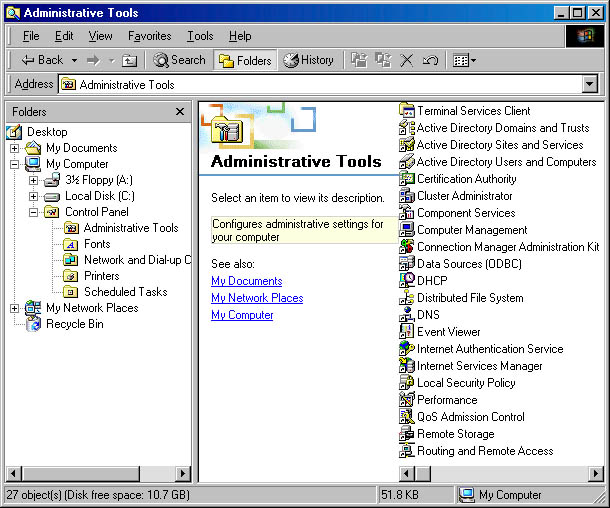 Administrative Tools
File Edit View Favorites Tools Help
Back Search Folders History
Address Administrative Tools
Folders
Desktop
My Documents
My Computer
3½ Floppy (A:)
Local Disk (C:)
Control Panel
Administrative Tools
Fonts
Network and Dial-up C
Printers
Scheduled Tasks
My Network Places
Recycle Bin
Administrative Tools
Select an item to view its description.
Configures administrative settings for
your computer
See also:
My Documents
My Network Places
My Computer
Terminal Services Client
Active Directory Domains and Trusts
Active Directory Sites and Services
Active Directory Users and Computers
Certification Authority
Cluster Administrator
Component Services
Computer Management
Connection Manager Administration Kit
Data Sources (ODBC)
DHCP
Distributed File System
DNS
Event Viewer
Internet Authentication Service
Internet Services Manager
Local Security Policy
Performance
QoS Admission Control
Remote Storage
Routing and Remote Access
27 object(s) (Disk free space: 10.7 GB) 51.8 KB My Computer